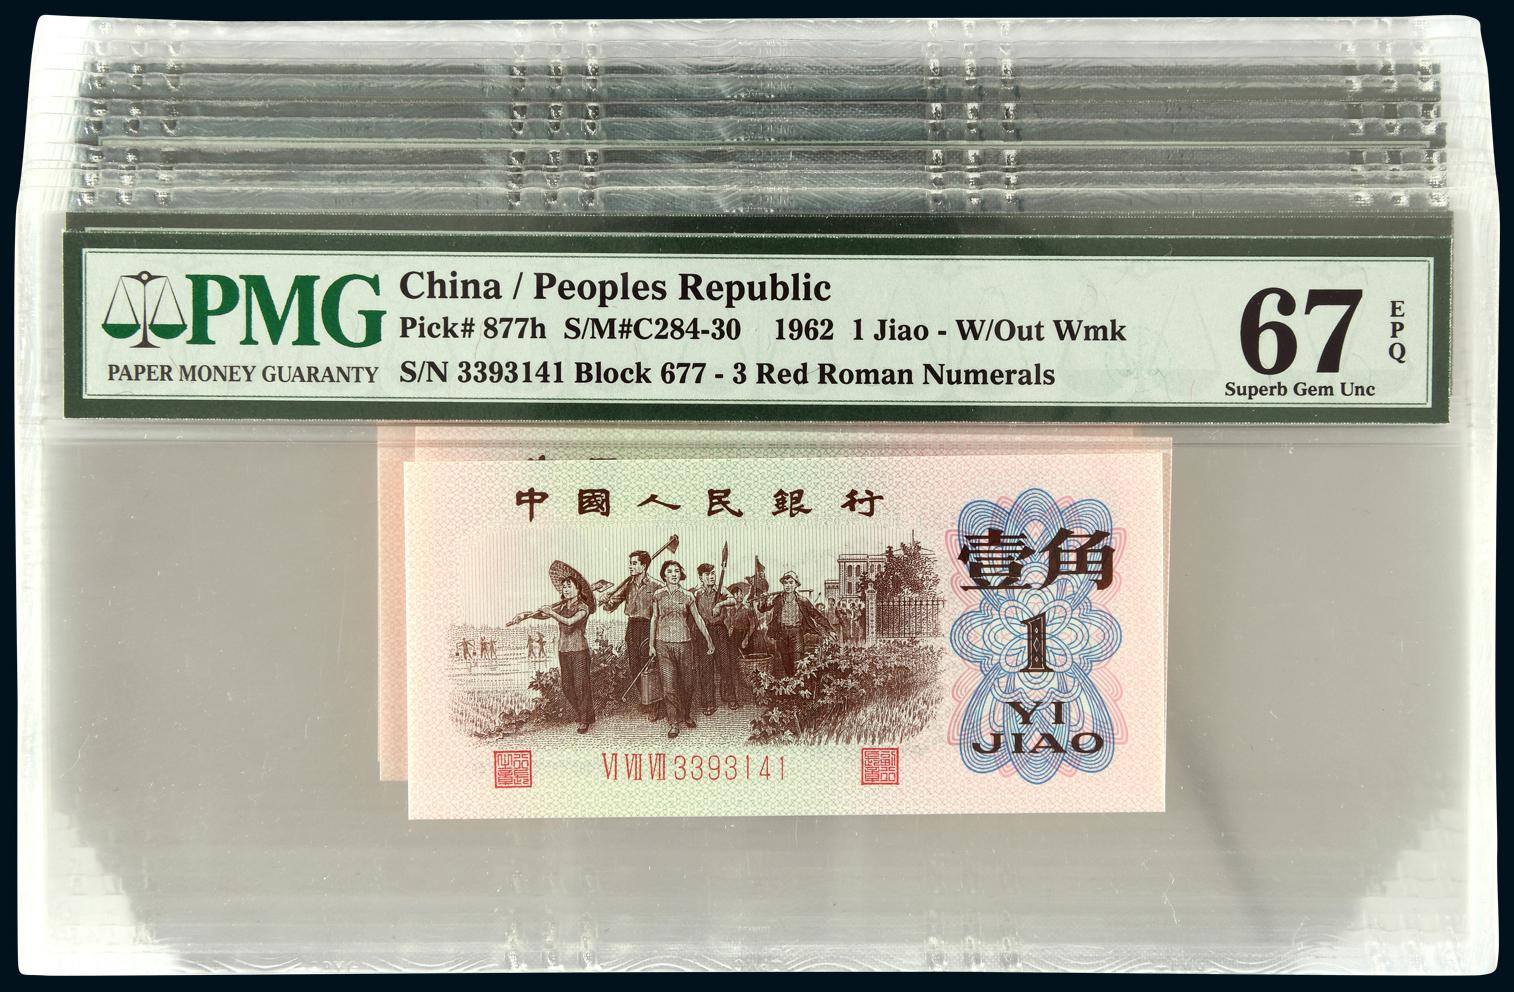 PMG
PAPER MONEY GUARANTY
China / Peoples Republic
Pick# 877h S/M#C284-30 1962 1 Jiao - W/Out Wmk
S/N 3393141 Block 677 - 3 Red Roman Numerals
67
EPQ
Superb Gem Unc
中國人民銀行
壹角
1
YI
JIAO
VI VII VII 3393141